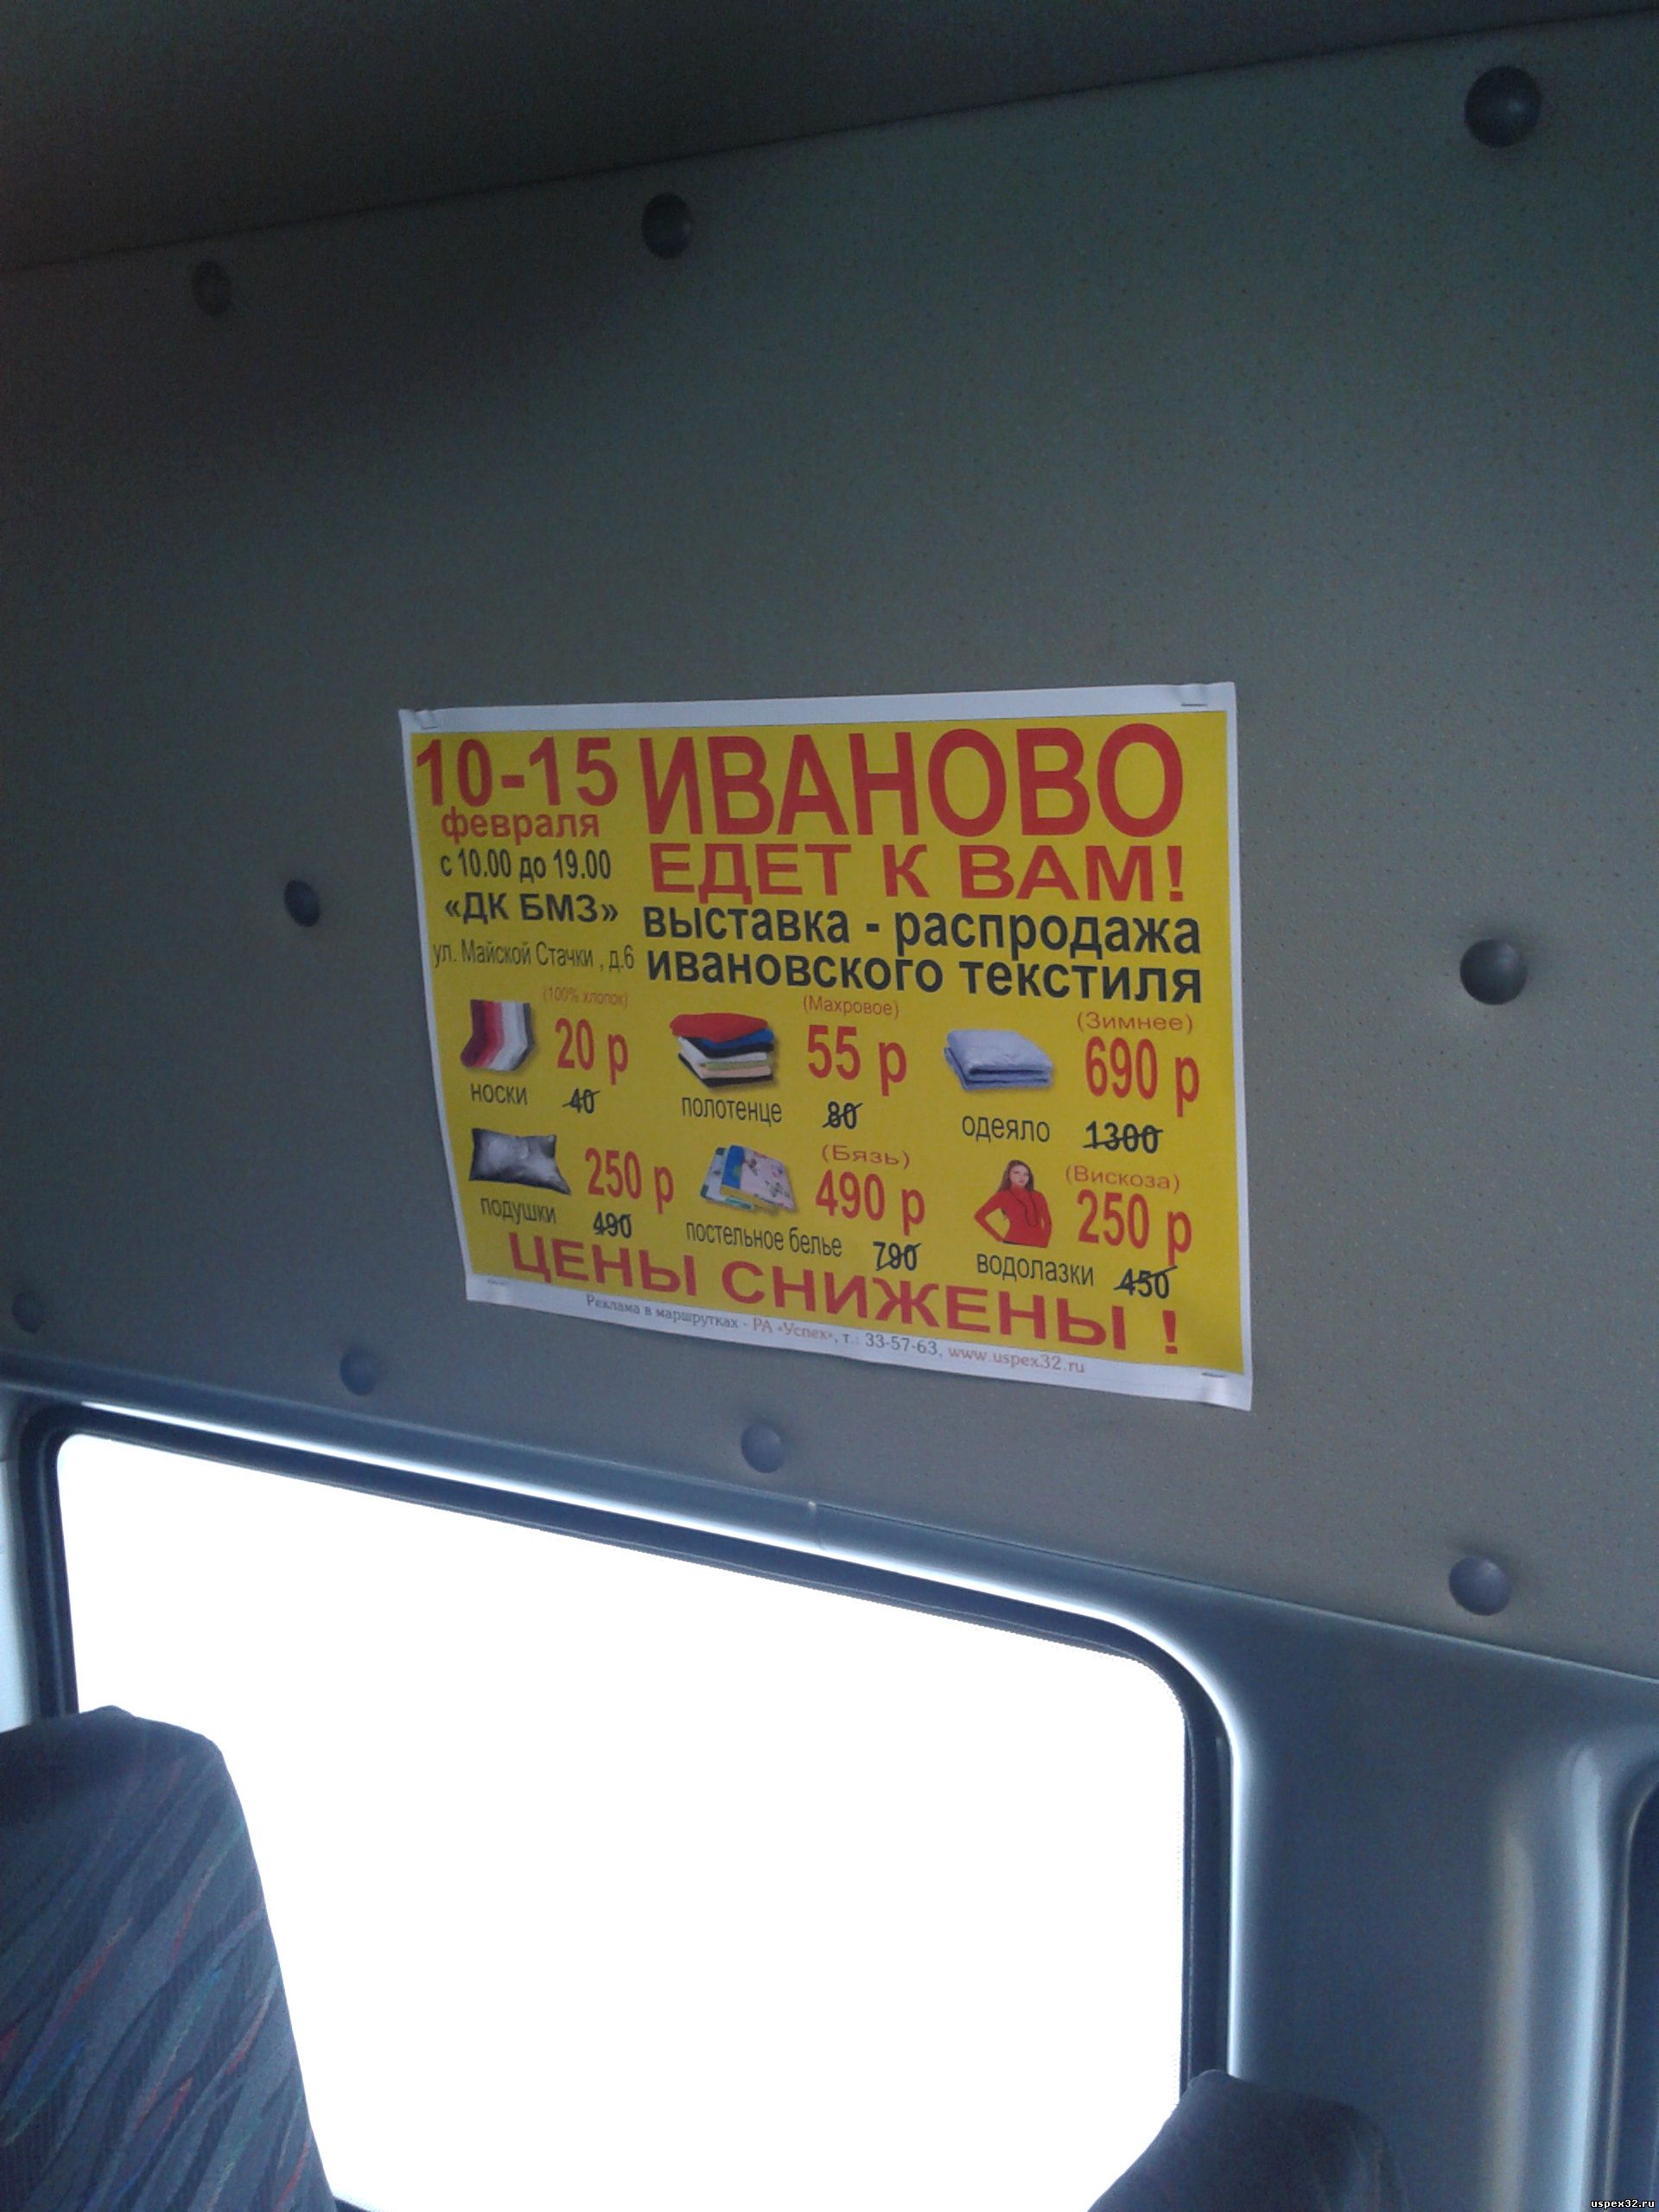 10-15
февраля
с 10.00 до 19.00
«ДК БМЗ»
ул. Майской Стачки , д.6
ИВАНОВО
ЕДЕТ К ВАМ!
выставка - распродажа
ивановского текстиля
(100% хлопок)
20 р
носки
40
(Махровое)
55 р
полотенце
80
(Зимнее)
690 р
одеяло
1300
250 р
подушки
490
(Бязь)
490 р
постельное белье
790
(Вискоза)
250 р
водолазки
450
ЦЕНЫ СНИЖЕНЫ !
Реклама в маршрутках - РА «Успех», т.: 33-57-63, www.uspex32.ru
uspex32.ru